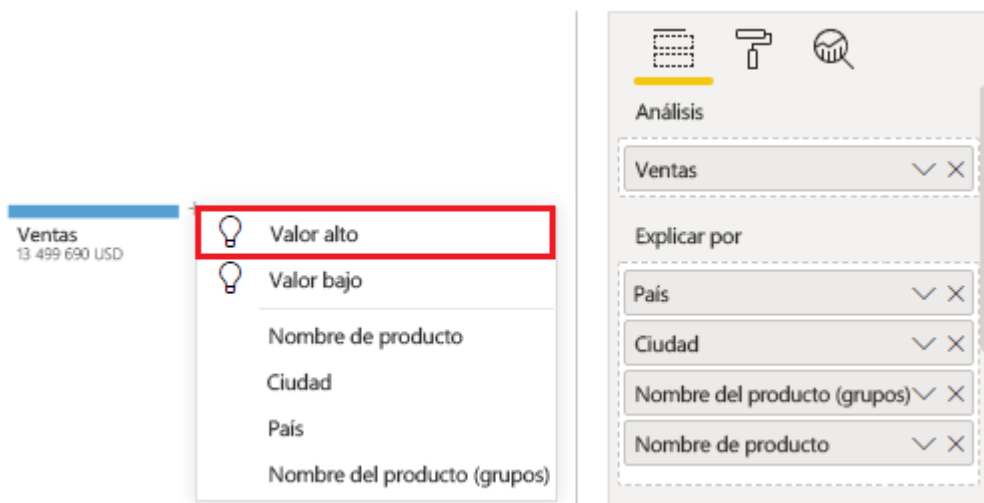 Ventas
13 499 690 USD
Valor alto
Valor bajo
Nombre de producto
Ciudad
País
Nombre del producto (grupos)
Análisis
Ventas
Explicar por
País
Ciudad
Nombre del producto (grupos)
Nombre de producto